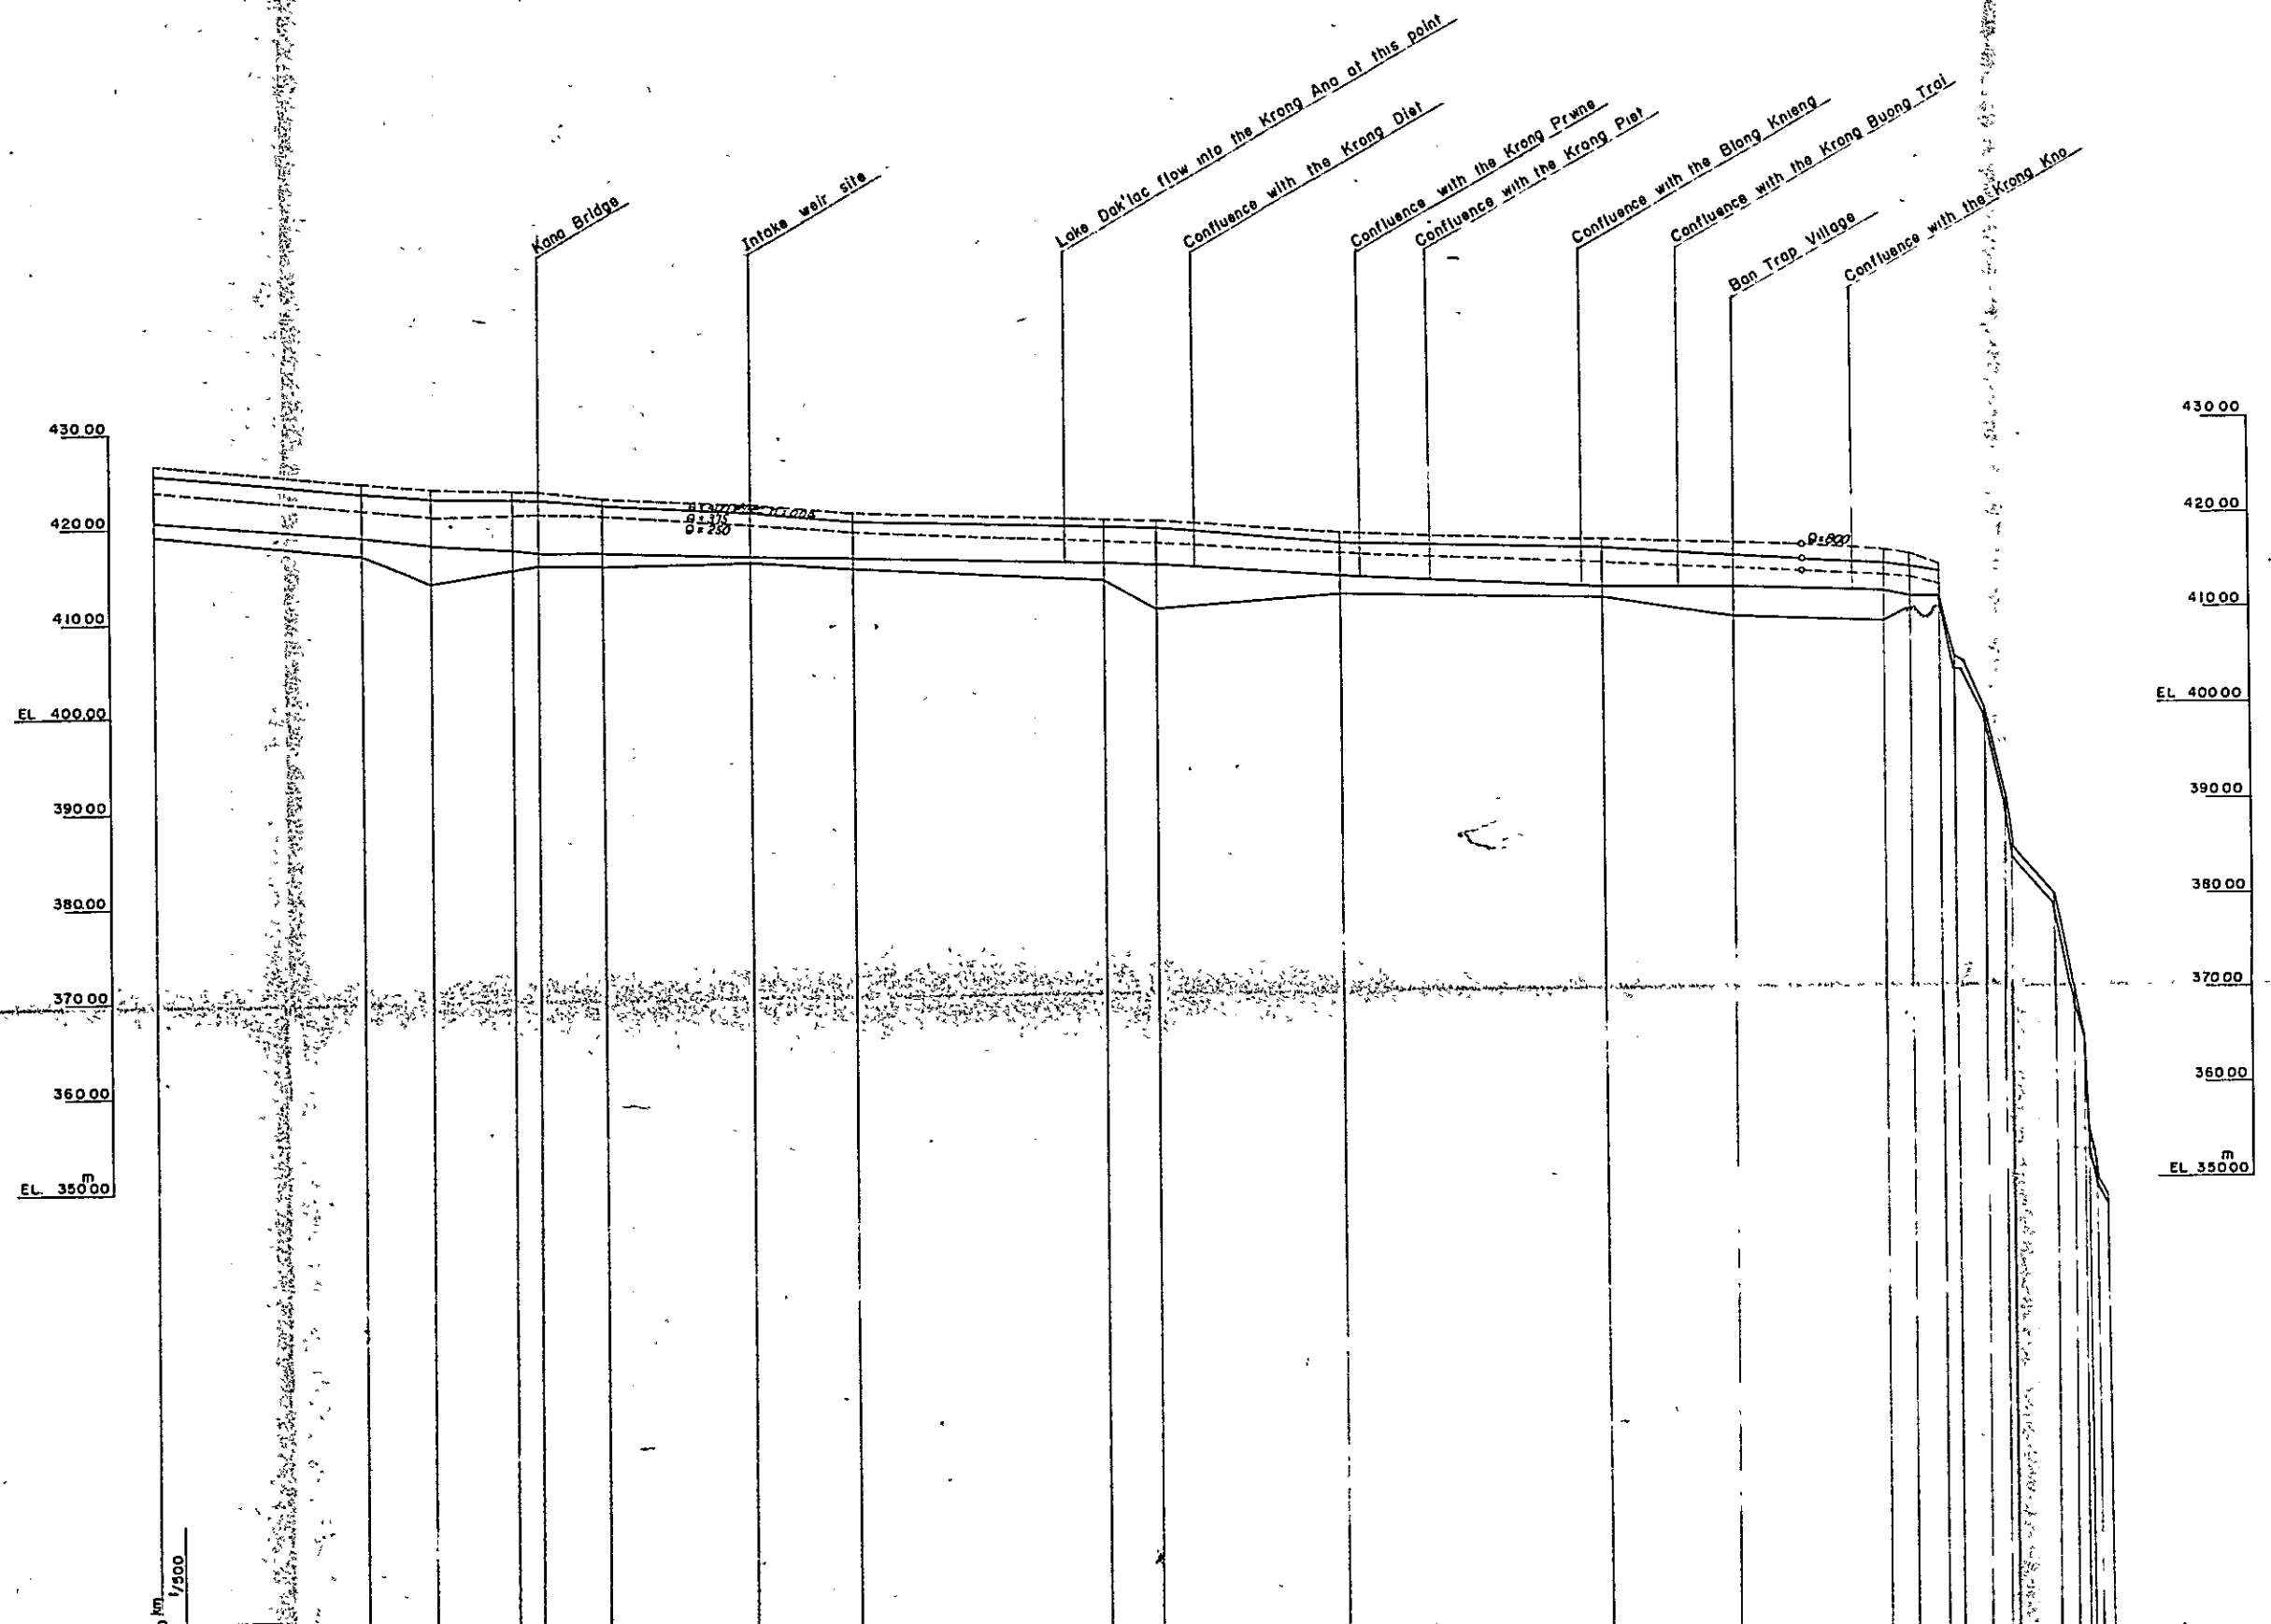 Kana Bridge
Intake weir site
Lake Dak'lac flow into the Krong Ana at this point
Confluence with the Krong Diet
Confluence with the Krong Prwne
Confluence with the Krong Piet
Confluence with the Blong Knieng
Confluence with the Krong Buong Trai
Ban Trap Village
Confluence with the Krong Kno
430.00
420.00
410.00
EL 400.00
390.00
380.00
370.00
360.00
m
EL. 350.00
Q=375
Q=250
Q=800
430.00
420.00
410.00
EL 400.00
390.00
380.00
370.00
360.00
m
EL 350.00
km
1/500